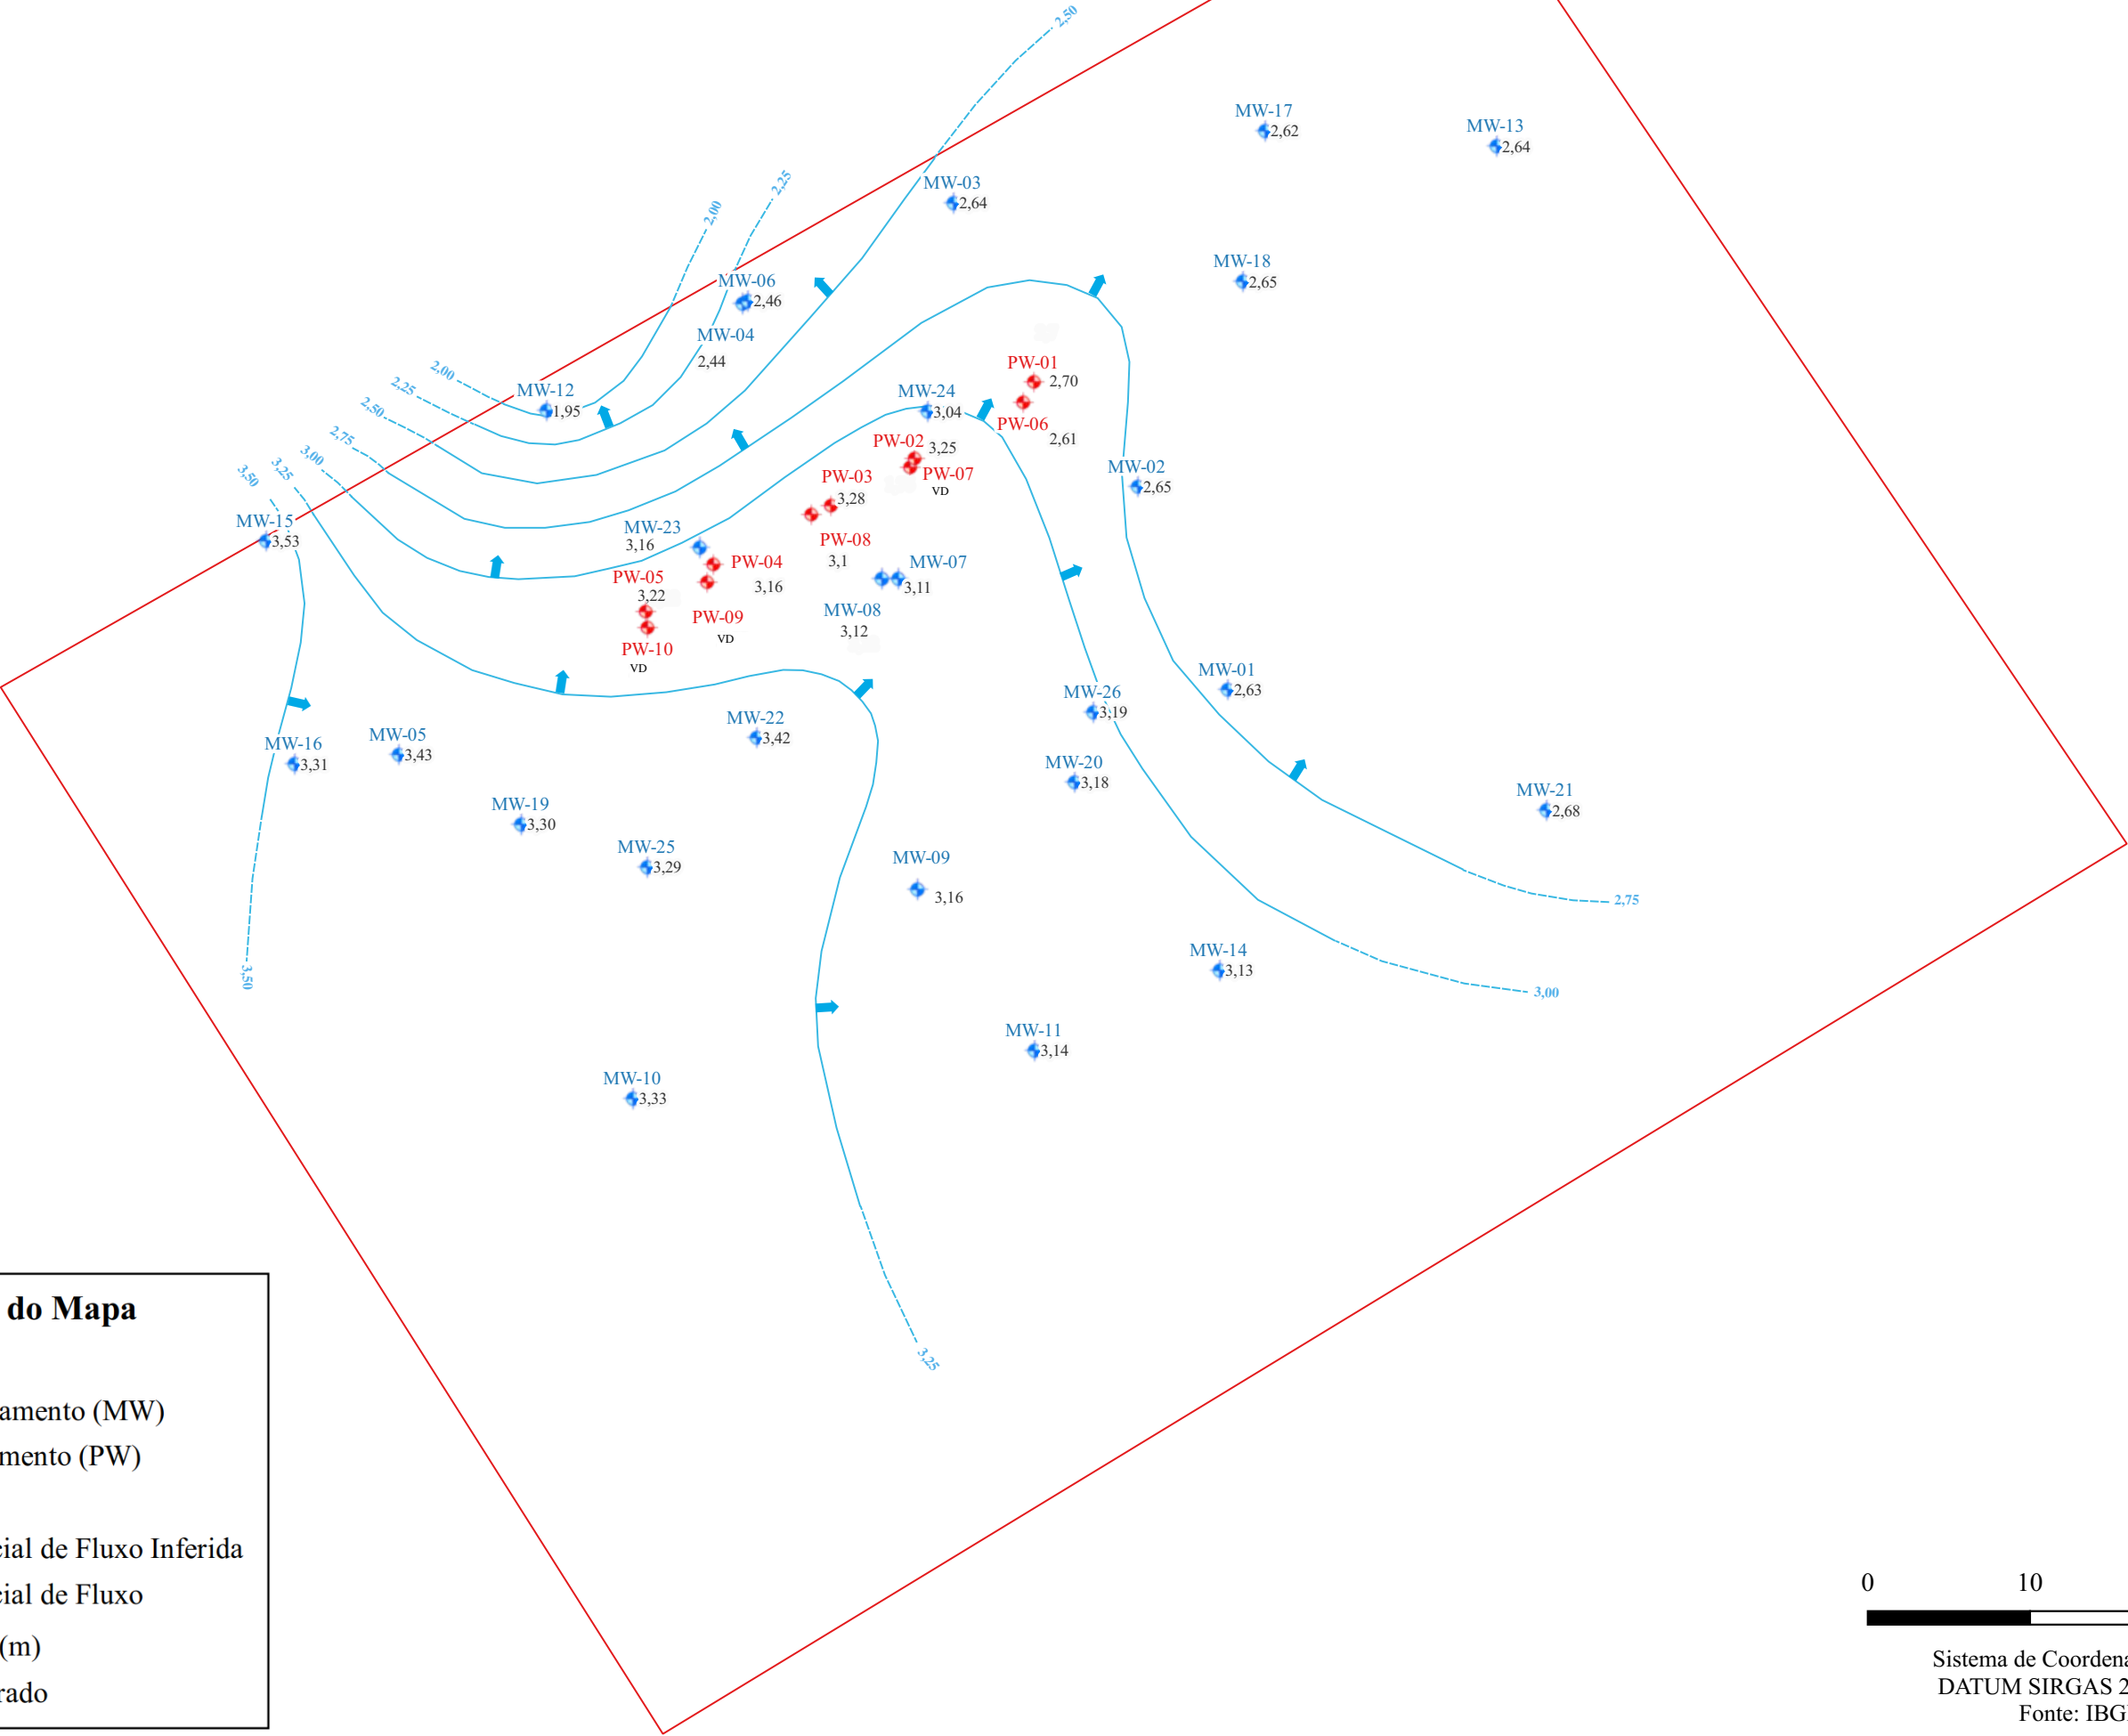 2,50
MW-17
2,62
MW-13
2,64
MW-03
2,64
2,25
2,00
MW-18
2,65
MW-06
2,46
MW-04
2,44
2,00
2,25
2,50
2,75
3,00
3,25
3,50
MW-12
1,95
PW-01
2,70
MW-24
3,04
PW-06
2,61
PW-02
3,25
PW-07
VD
PW-03
3,28
MW-02
2,65
MW-15
3,53
MW-23
3,16
PW-08
3,1
PW-04
3,16
MW-07
3,11
PW-05
3,22
PW-09
VD
MW-08
3,12
PW-10
VD
MW-01
2,63
MW-26
3,19
MW-22
3,42
MW-16
3,31
MW-05
3,43
MW-20
3,18
MW-21
2,68
MW-19
3,30
MW-25
3,29
MW-09
3,16
2,75
MW-14
3,13
3,50
3,00
MW-11
3,14
MW-10
3,33
3,25
do Mapa
amento (MW)
mento (PW)
cial de Fluxo Inferida
cial de Fluxo
(m)
rado
0 10
Sistema de Coordena
DATUM SIRGAS 2
Fonte: IBG